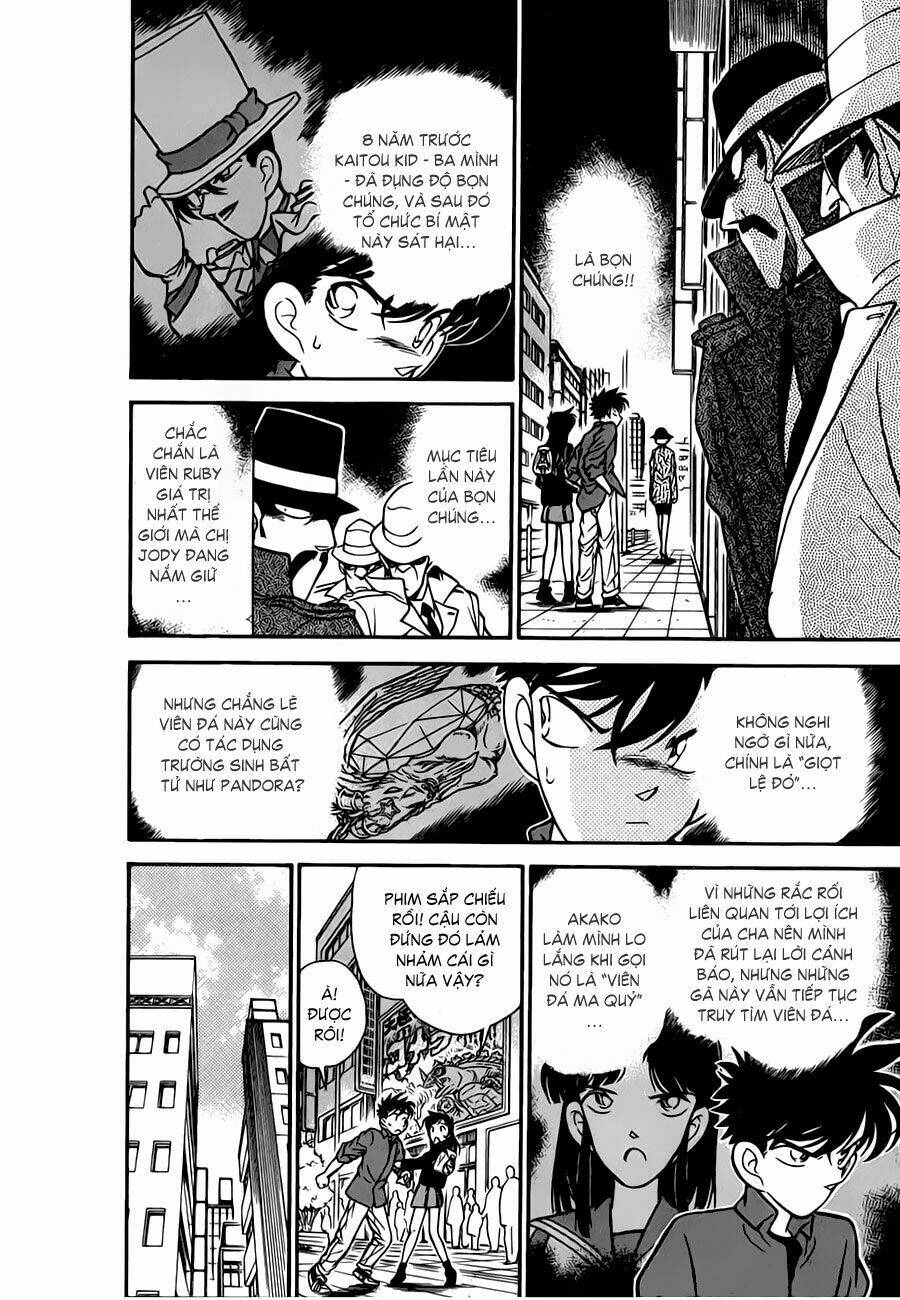 LÀ BỌN
CHÚNG!!
8 NĂM TRƯỚC
KAITOU KID - BA MÌNH
- ĐÃ ĐỤNG ĐỘ BỌN
CHÚNG, VÀ SAU ĐÓ
TỔ CHỨC BÍ MẬT
NÀY SÁT HẠI...
MỤC TIÊU
LẦN NÀY
CỦA BỌN
CHÚNG...
CHẮC
CHẮN LÀ
VIÊN RUBY
GIÁ TRỊ
NHẤT THẾ
GIỚI MÀ CHỊ
JODY ĐANG
NẮM GIỮ
...
KHÔNG NGHI
NGỜ GÌ NỮA,
CHÍNH LÀ "GIỌT
LỆ ĐỎ"...
NHƯNG CHẲNG LẼ
VIÊN ĐÁ NÀY CŨNG
CÓ TÁC DỤNG
TRƯỜNG SINH BẤT
TỬ NHƯ PANDORA?
VÌ NHỮNG RẮC RỐI
LIÊN QUAN TỚI LỢI ÍCH
CỦA CHA NÊN MÌNH
ĐÃ RÚT LẠI LỜI CẢNH
BÁO, NHƯNG NHỮNG
GÃ NÀY VẪN TIẾP TỤC
TRUY TÌM VIÊN ĐÁ...
AKAKO
LÀM MÌNH LO
LẮNG KHI GỌI
NÓ LÀ "VIÊN
ĐÁ MA QUỶ"
...
PHIM SẮP CHIẾU
RỒI! CẬU CÒN
ĐỨNG ĐÓ LẢM
NHẢM CÁI GÌ
NỮA VẬY?
À!
ĐƯỢC
RỒI!